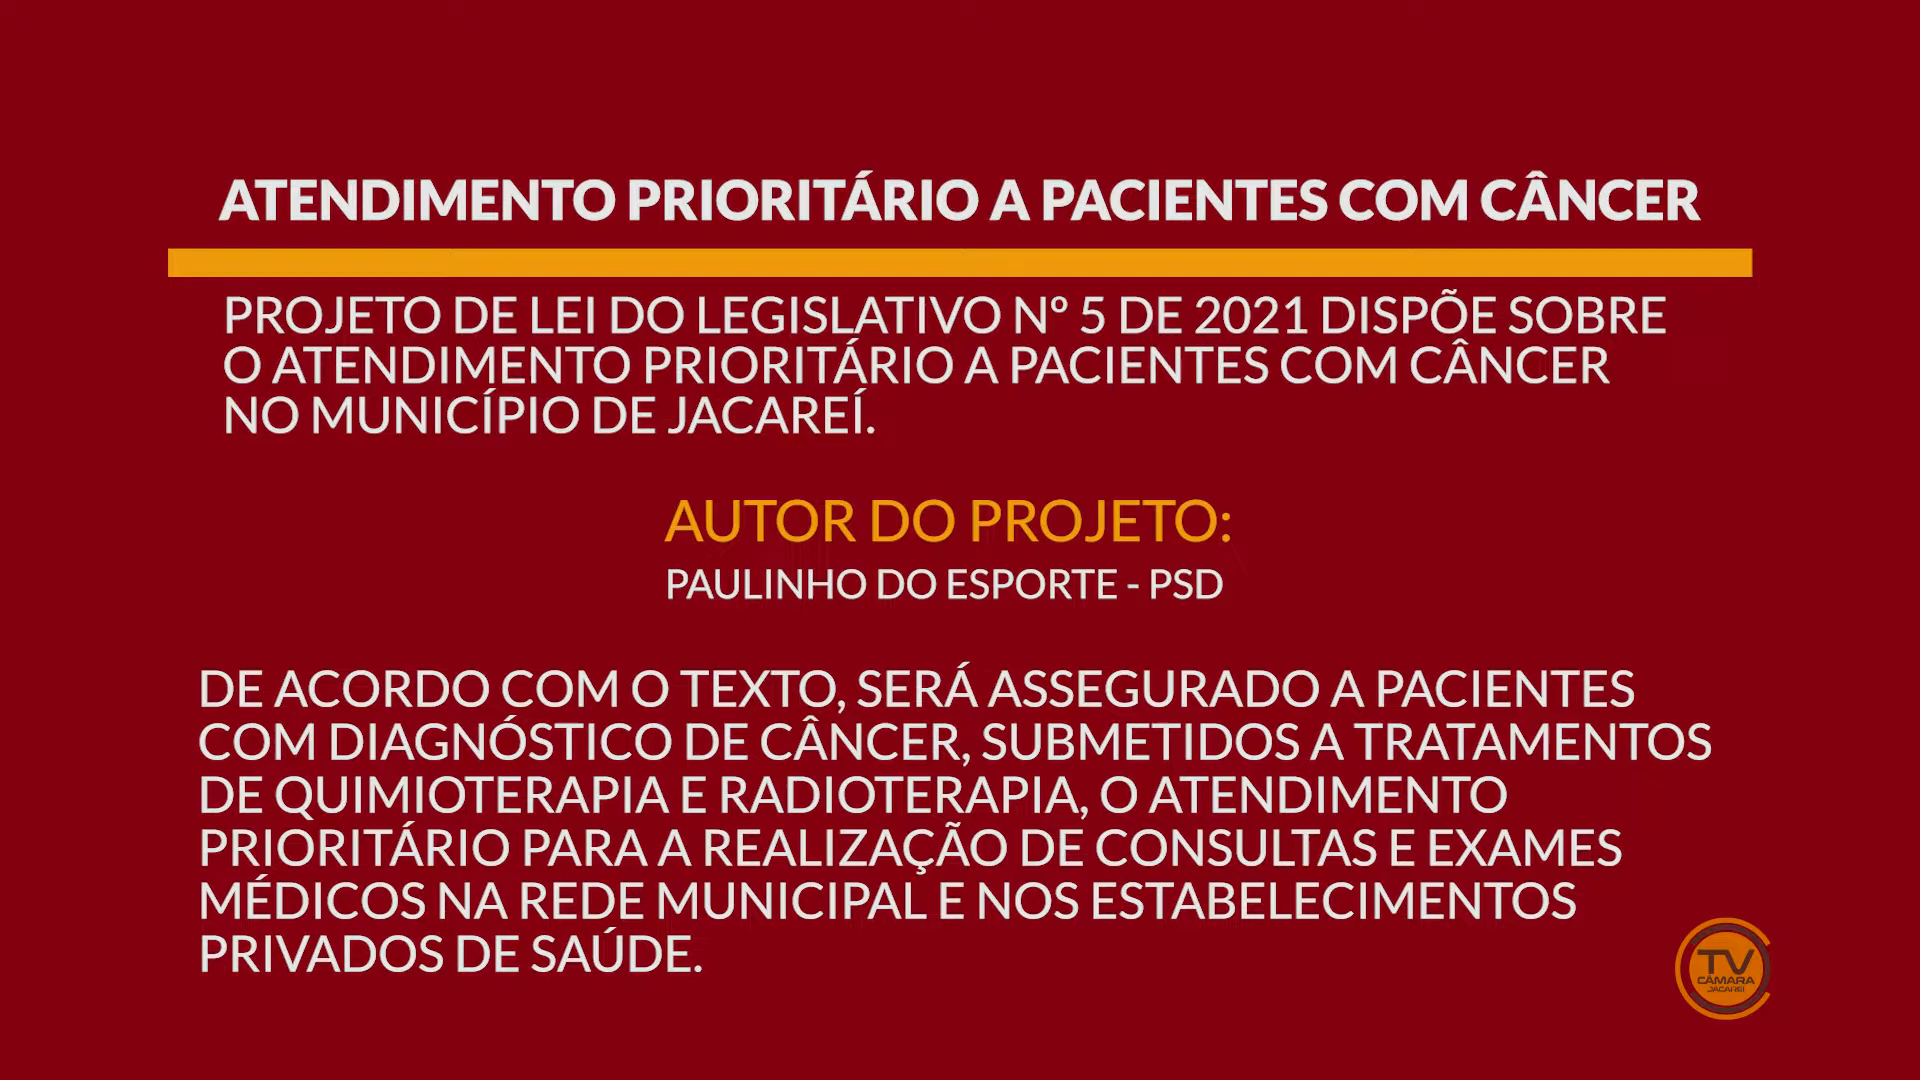 ATENDIMENTO PRIORITÁRIO A PACIENTES COM CÂNCER
PROJETO DE LEI DO LEGISLATIVO Nº 5 DE 2021 DISPÕE SOBRE
O ATENDIMENTO PRIORITÁRIO A PACIENTES COM CÂNCER
NO MUNICÍPIO DE JACAREÍ.
AUTOR DO PROJETO:
PAULINHO DO ESPORTE - PSD
DE ACORDO COM O TEXTO, SERÁ ASSEGURADO A PACIENTES
COM DIAGNÓSTICO DE CÂNCER, SUBMETIDOS A TRATAMENTOS
DE QUIMIOTERAPIA E RADIOTERAPIA, O ATENDIMENTO
PRIORITÁRIO PARA A REALIZAÇÃO DE CONSULTAS E EXAMES
MÉDICOS NA REDE MUNICIPAL E NOS ESTABELECIMENTOS
PRIVADOS DE SAÚDE.
TV
CÂMARA
JACAREÍ